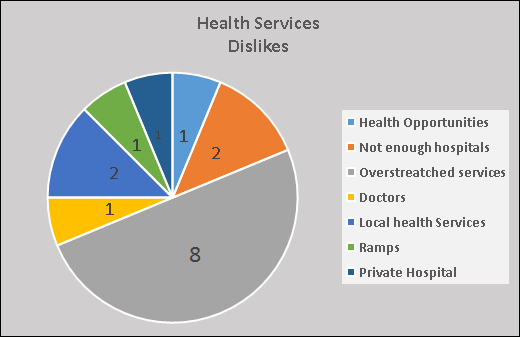 Health Services
Dislikes
1
1
2
1
2
1
8
Health Opportunities
Not enough hospitals
Overstreatched services
Doctors
Local health Services
Ramps
Private Hospital